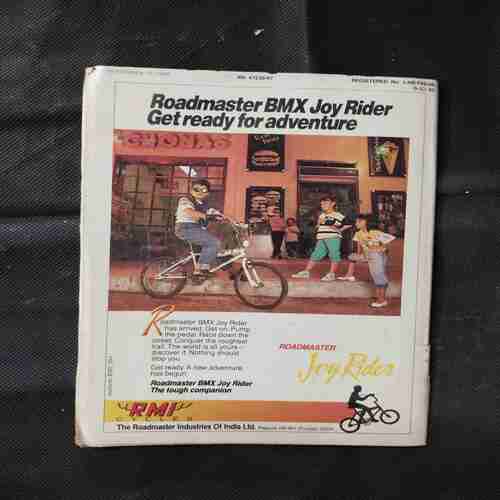 Roadmaster BMX Joy Rider
Get ready for adventure
Roadmaster BMX Joy Rider
has arrived. Get on. Pump
the pedal. Race down the
street. Conquer the roughest
trail. The world is all yours –
discover it. Nothing should
stop you.
Get ready. A new adventure
has begun.
Roadmaster BMX Joy Rider
The tough companion
ROADMASTER
Joy Rider
RMI
CYCLES
The Roadmaster Industries Of India Ltd.